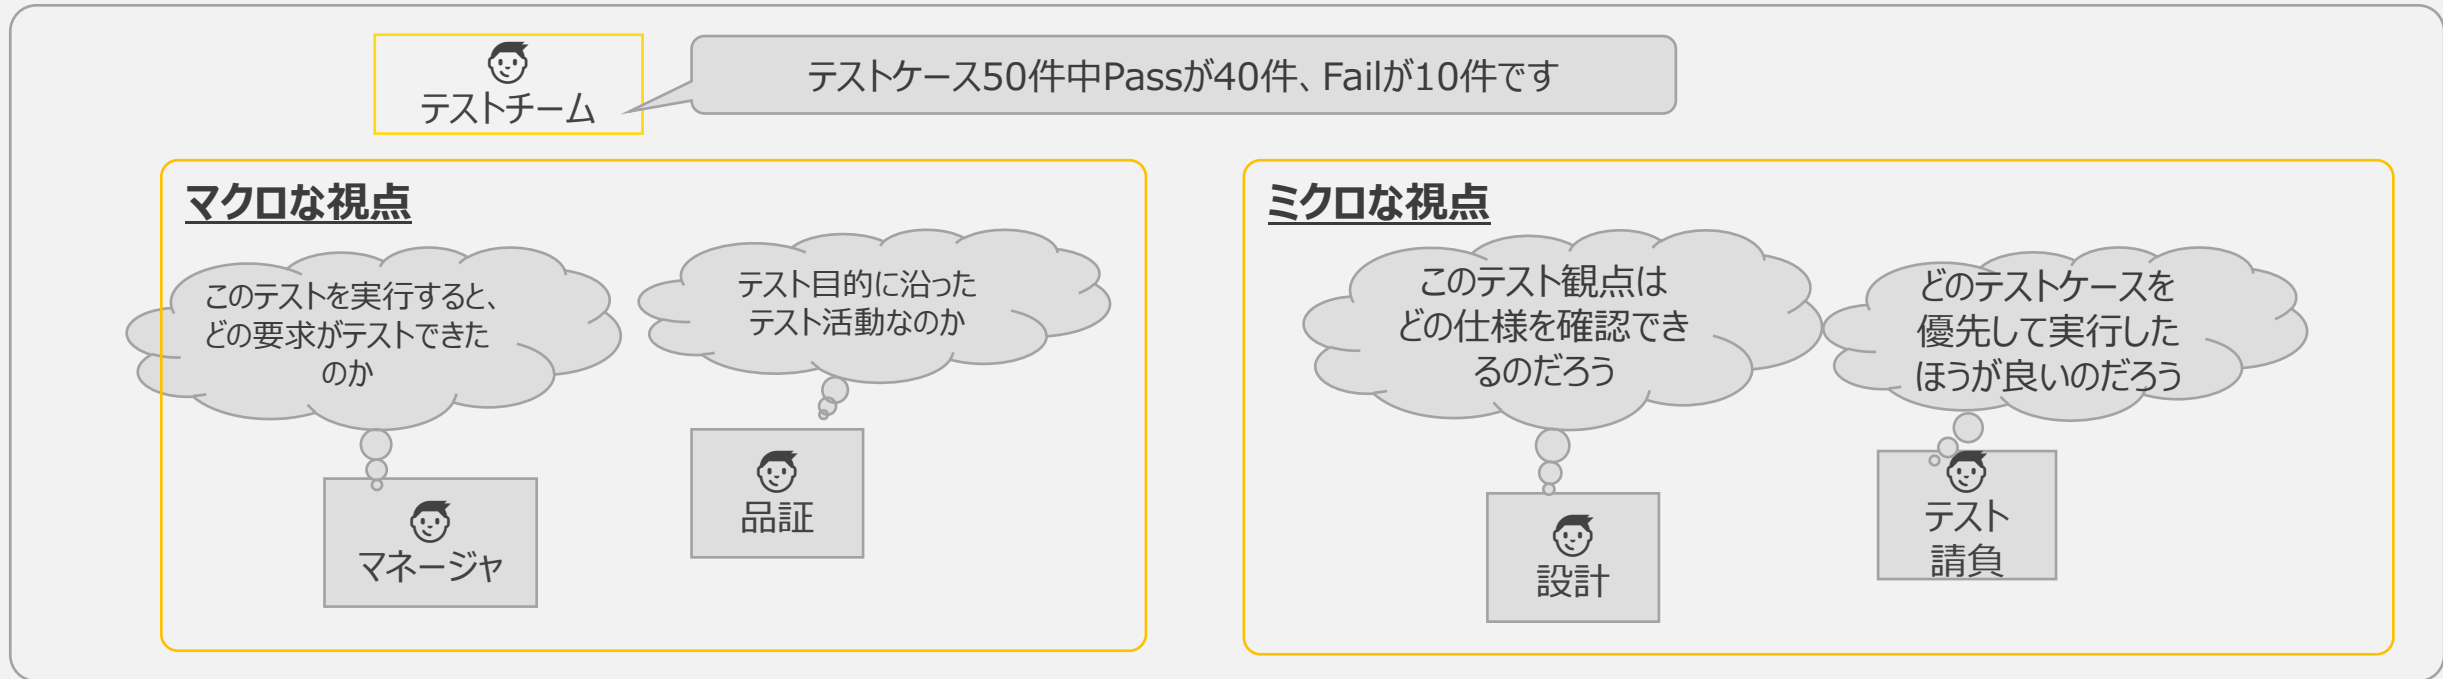 テストチーム
テストケース50件中Passが40件、Failが10件です
マクロな視点
このテストを実行すると、
どの要求がテストできた
のか
マネージャ
テスト目的に沿った
テスト活動なのか
品証
ミクロな視点
このテスト観点は
どの仕様を確認でき
るのだろう
設計
どのテストケースを
優先して実行した
ほうが良いのだろう
テスト
請負